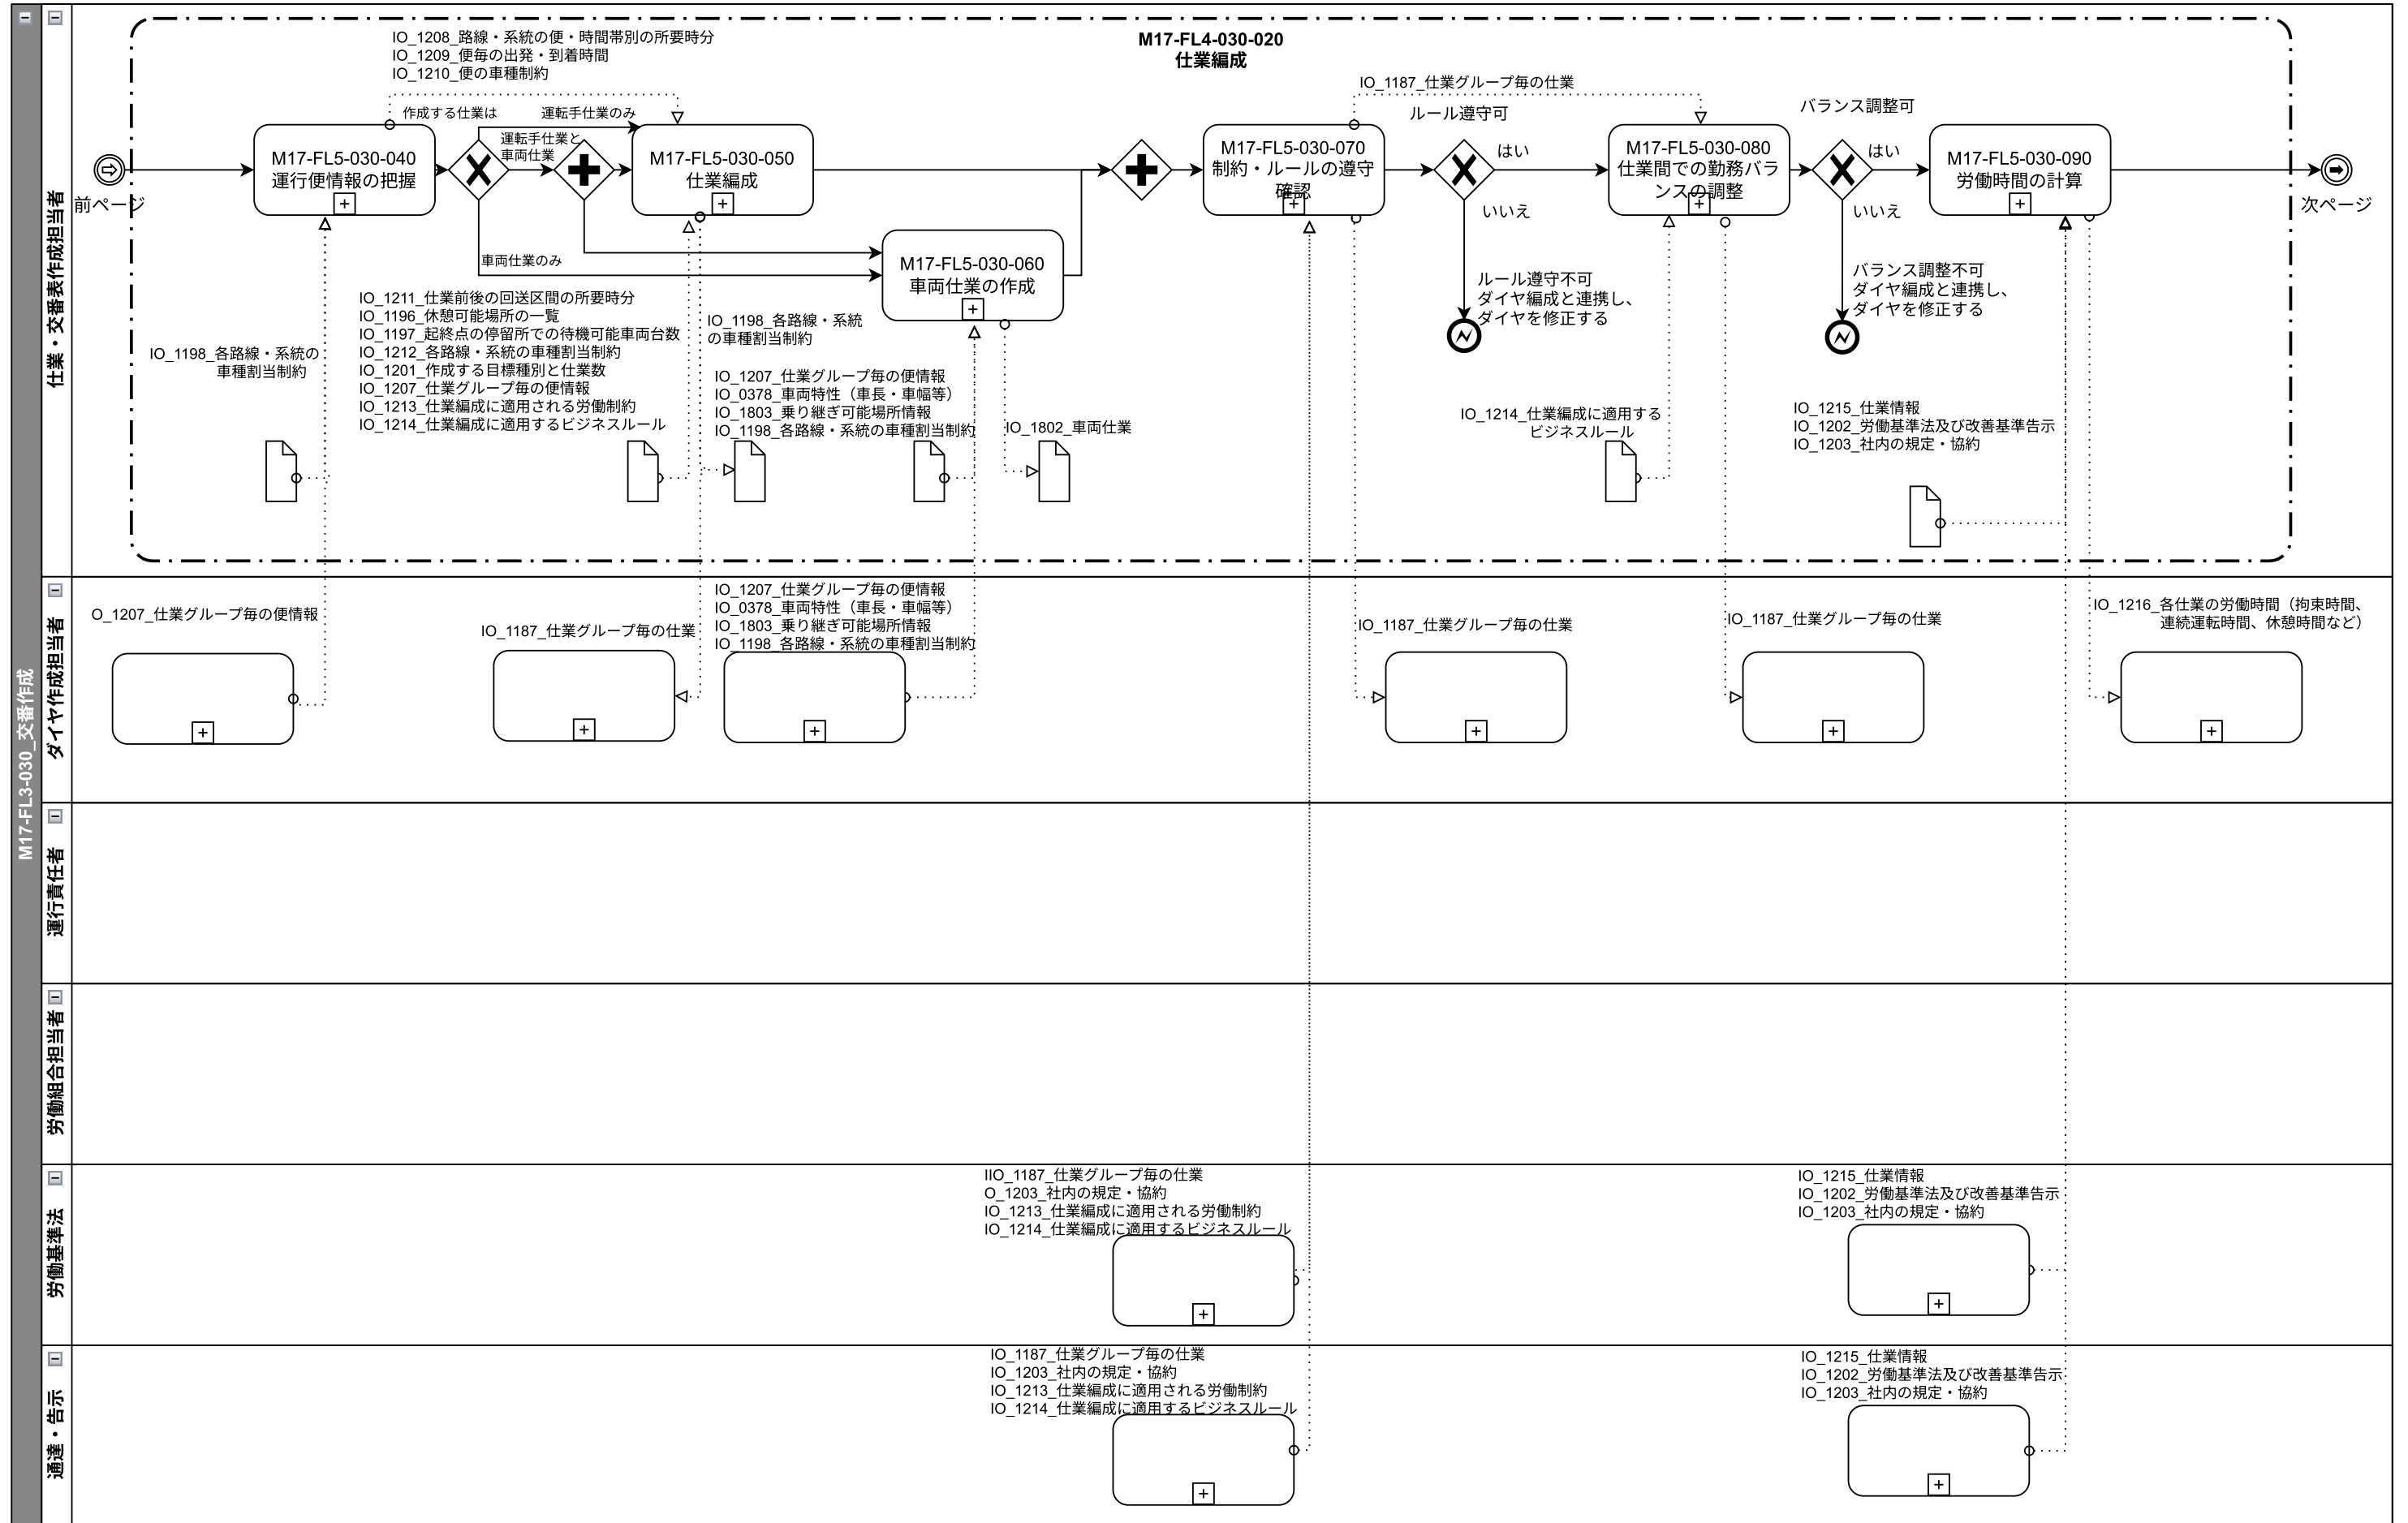 M17-FL3-030_交番作成
仕業・交番表作成担当者
M17-FL4-030-020
仕業編成
IO_1208_路線・系統の便・時間帯別の所要時分
IO_1209_便毎の出発・到着時間
IO_1210_便の車種制約
前ページ
M17-FL5-030-040
運行便情報の把握
作成する仕業は
運転手仕業のみ
運転手仕業と
車両仕業
車両仕業のみ
M17-FL5-030-050
仕業編成
M17-FL5-030-060
車両仕業の作成
IO_1187_仕業グループ毎の仕業
M17-FL5-030-070
制約・ルールの遵守
確認
ルール遵守可
はい
いいえ
ルール遵守不可
ダイヤ編成と連携し、
ダイヤを修正する
M17-FL5-030-080
仕業間での勤務バラ
ンスの調整
バランス調整可
はい
いいえ
バランス調整不可
ダイヤ編成と連携し、
ダイヤを修正する
M17-FL5-030-090
労働時間の計算
次ページ
IO_1198_各路線・系統の
車種割当制約
IO_1211_仕業前後の回送区間の所要時分
IO_1196_休憩可能場所の一覧
IO_1197_起終点の停留所での待機可能車両台数
IO_1212_各路線・系統の車種割当制約
IO_1201_作成する目標種別と仕業数
IO_1207_仕業グループ毎の便情報
IO_1213_仕業編成に適用される労働制約
IO_1214_仕業編成に適用するビジネスルール
IO_1198_各路線・系統
の車種割当制約
IO_1207_仕業グループ毎の便情報
IO_0378_車両特性（車長・車幅等）
IO_1803_乗り継ぎ可能場所情報
IO_1198_各路線・系統の車種割当制約
IO_1802_車両仕業
IO_1214_仕業編成に適用する
ビジネスルール
IO_1215_仕業情報
IO_1202_労働基準法及び改善基準告示
IO_1203_社内の規定・協約
ダイヤ作成担当者
O_1207_仕業グループ毎の便情報
IO_1187_仕業グループ毎の仕業
IO_1207_仕業グループ毎の便情報
IO_0378_車両特性（車長・車幅等）
IO_1803_乗り継ぎ可能場所情報
IO_1198_各路線・系統の車種割当制約
IO_1187_仕業グループ毎の仕業
IO_1187_仕業グループ毎の仕業
IO_1216_各仕業の労働時間（拘束時間、
連続運転時間、休憩時間など）
運行責任者
労働組合担当者
労働基準法
IIO_1187_仕業グループ毎の仕業
O_1203_社内の規定・協約
IO_1213_仕業編成に適用される労働制約
IO_1214_仕業編成に適用するビジネスルール
IO_1215_仕業情報
IO_1202_労働基準法及び改善基準告示
IO_1203_社内の規定・協約
通達・告示
IO_1187_仕業グループ毎の仕業
IO_1203_社内の規定・協約
IO_1213_仕業編成に適用される労働制約
IO_1214_仕業編成に適用するビジネスルール
IO_1215_仕業情報
IO_1202_労働基準法及び改善基準告示
IO_1203_社内の規定・協約